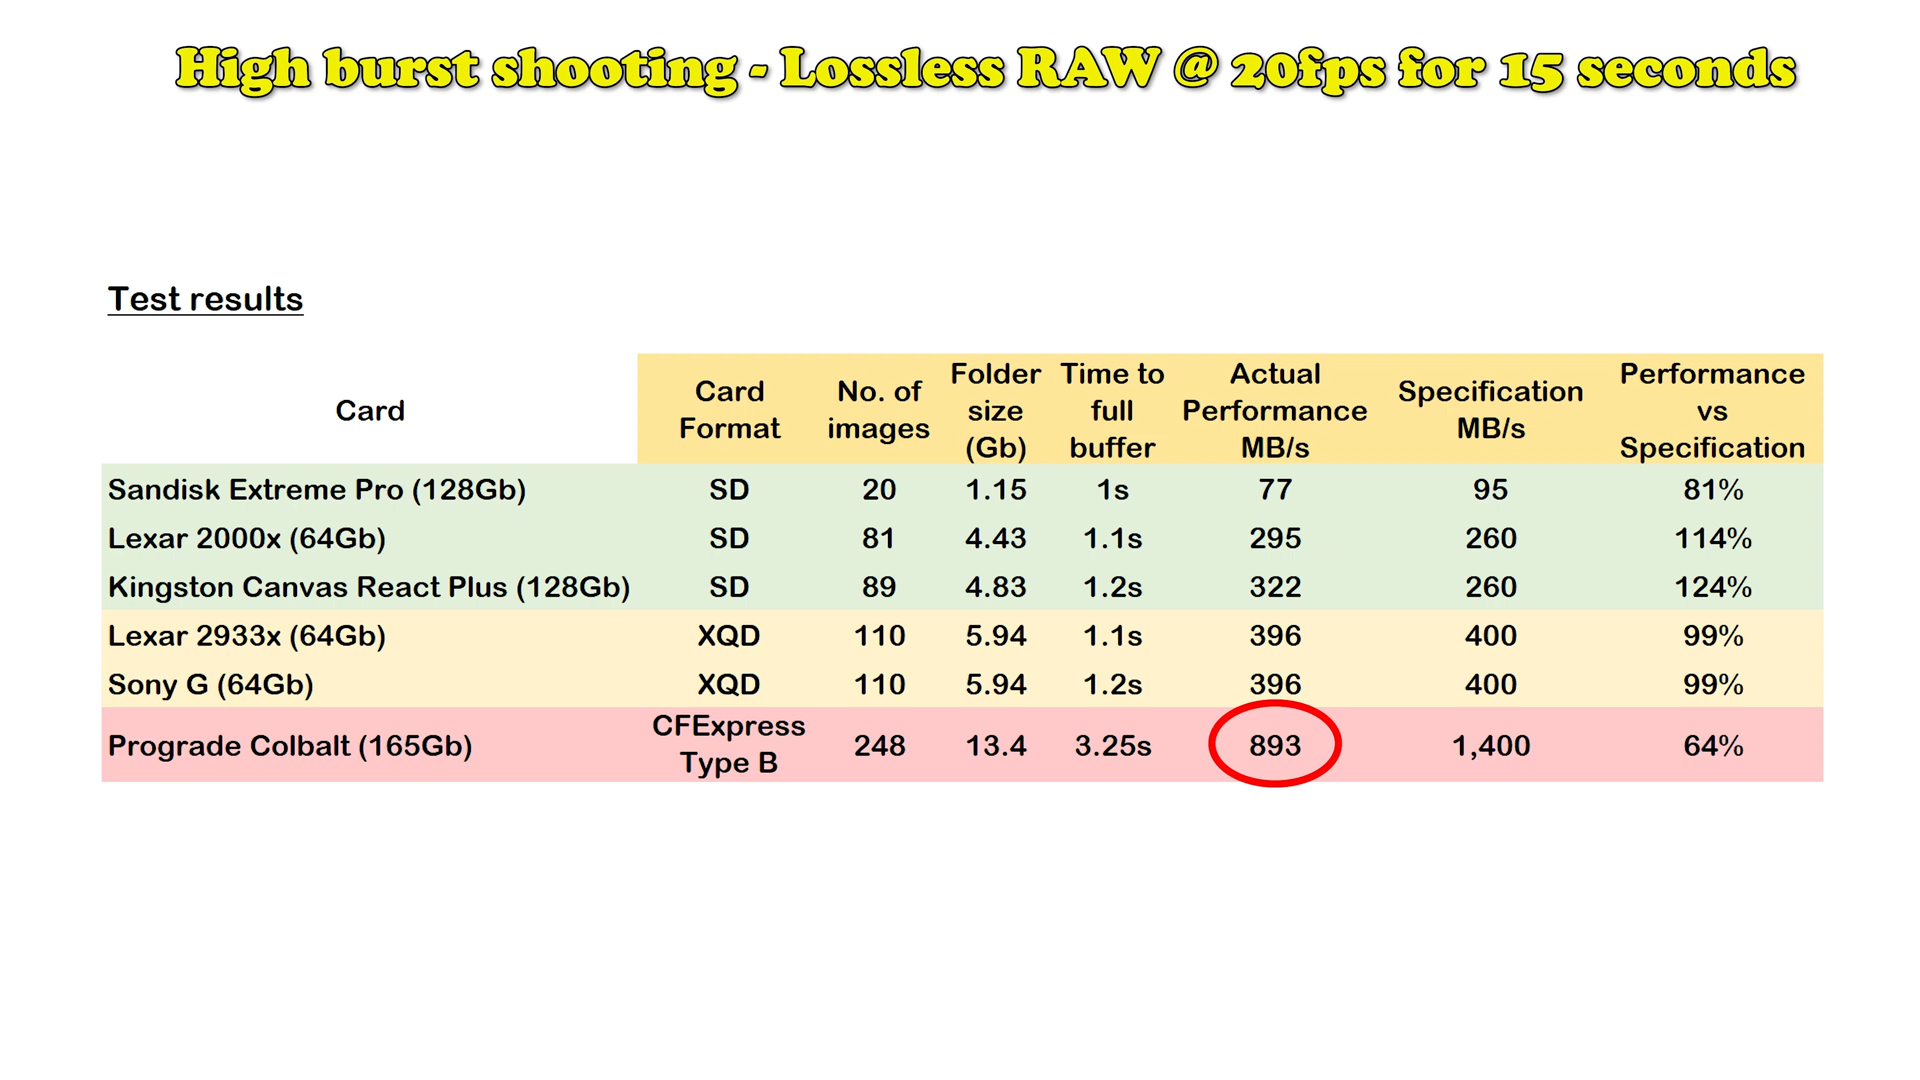 High burst shooting - Lossless RAW @ 20fps for 15 seconds
Test results
Card Card Format No. of images Folder size (Gb) Time to full buffer Actual Performance MB/s Specification MB/s Performance vs Specification
Sandisk Extreme Pro (128Gb) SD 20 1.15 1s 77 95 81%
Lexar 2000x (64Gb) SD 81 4.43 1.1s 295 260 114%
Kingston Canvas React Plus (128Gb) SD 89 4.83 1.2s 322 260 124%
Lexar 2933x (64Gb) XQD 110 5.94 1.1s 396 400 99%
Sony G (64Gb) XQD 110 5.94 1.2s 396 400 99%
Prograde Colbalt (165Gb) CFExpress Type B 248 13.4 3.25s 893 1,400 64%